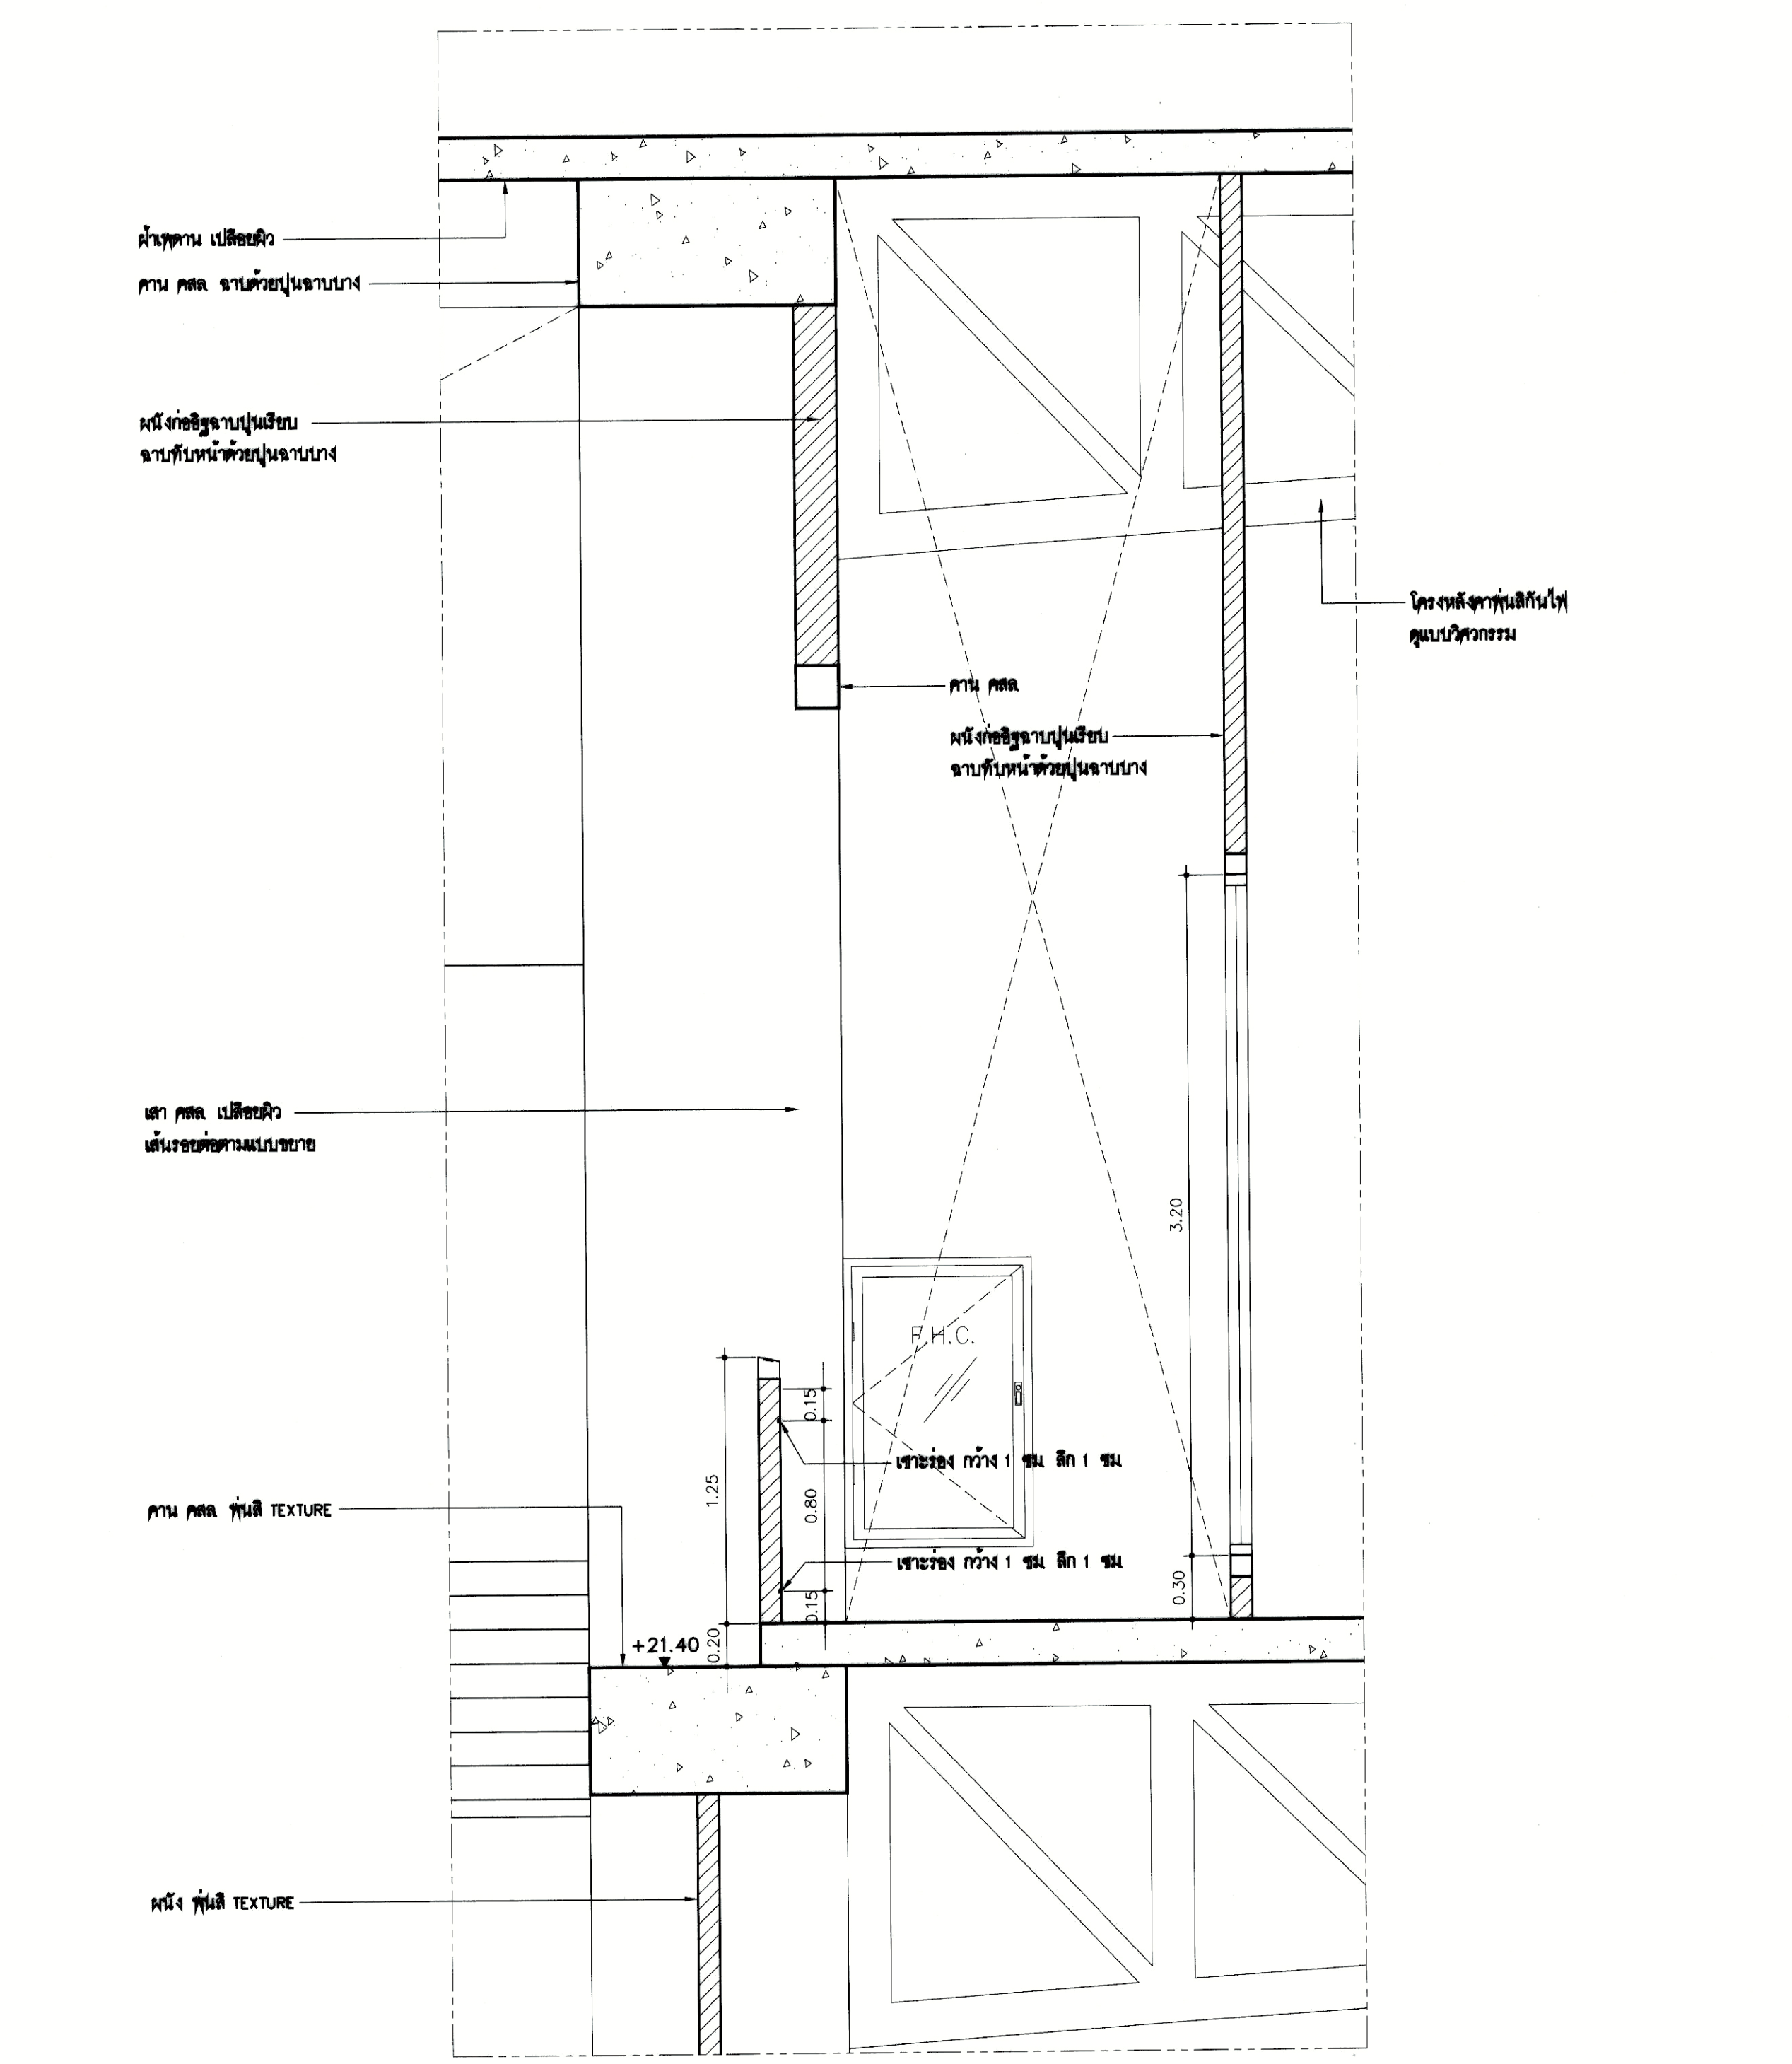 ฝ้าเพดาน เปลือยผิว
คาน คสล. ฉาบด้วยปูนฉาบบาง
ผนังก่ออิฐฉาบปูนเรียบ
ฉาบทับหน้าด้วยปูนฉาบบาง
โครงหลังคาพ่นสีกันไฟ
ดูแบบวิศวกรรม
คาน คสล.
ผนังก่ออิฐฉาบปูนเรียบ
ฉาบทับหน้าด้วยปูนฉาบบาง
เสา คสล. เปลือยผิว
เส้นรอยต่อตามแบบขยาย
3.20
F.H.C.
0.15
เซาะร่อง กว้าง 1 ซม. ลึก 1 ซม.
1.25
0.80
คาน คสล. พ่นสี TEXTURE
เซาะร่อง กว้าง 1 ซม. ลึก 1 ซม.
0.30
0.15
+21.40
0.20
ผนัง พ่นสี TEXTURE